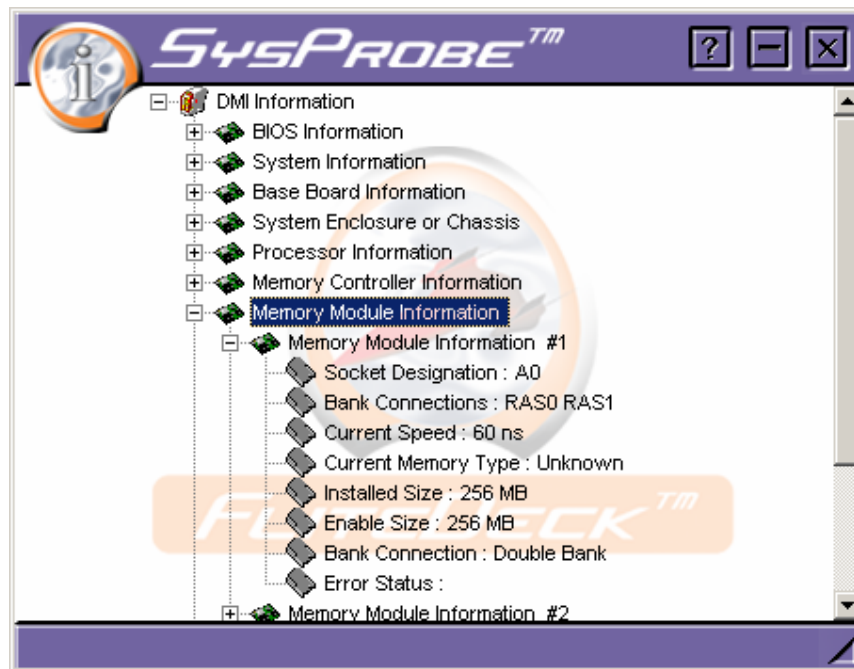 SYSPROBE™
DMI Information
BIOS Information
System Information
Base Board Information
System Enclosure or Chassis
Processor Information
Memory Controller Information
Memory Module Information
Memory Module Information #1
Socket Designation : A0
Bank Connections : RAS0 RAS1
Current Speed : 60 ns
Current Memory Type : Unknown
Installed Size : 256 MB
Enable Size : 256 MB
Bank Connection : Double Bank
Error Status :
Memory Module Information #2
FLITEDECK™